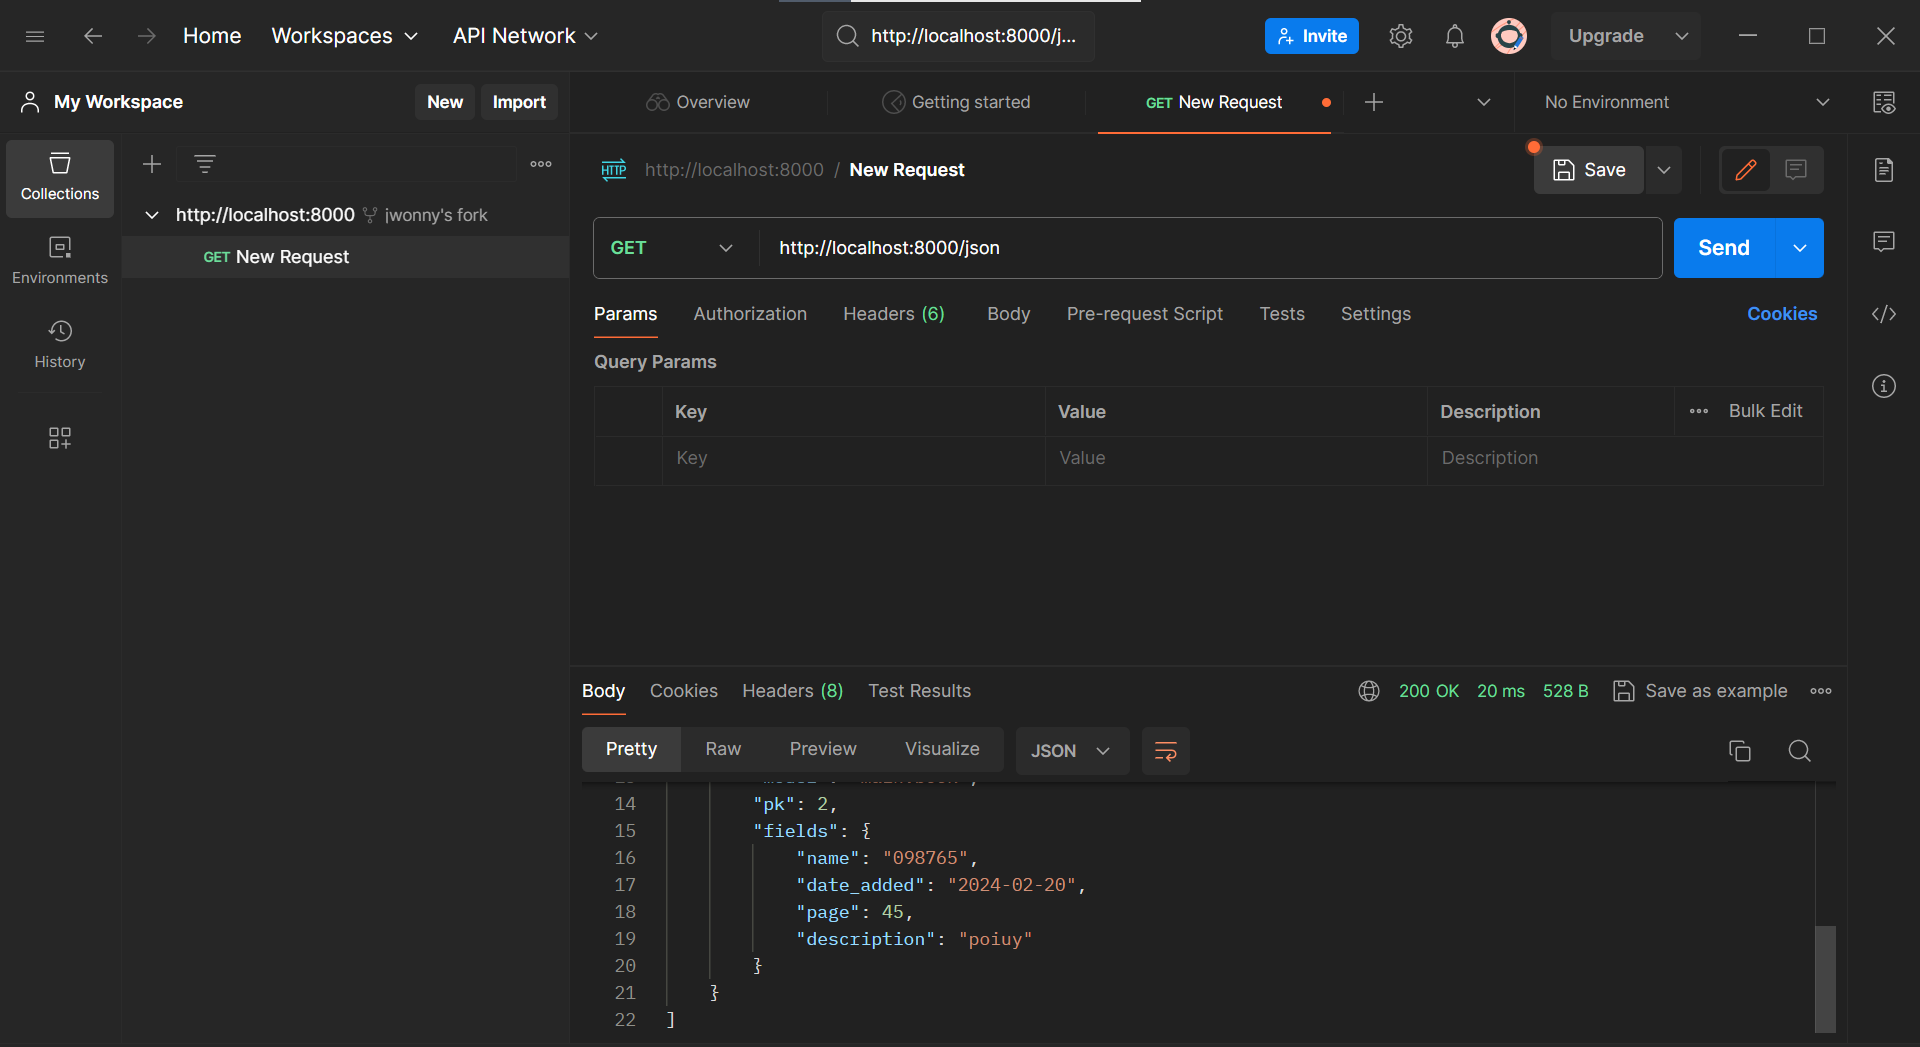 Home Workspaces API Network http://localhost:8000/j... Invite Upgrade
My Workspace New Import Overview Getting started GET New Request No Environment
Collections
http://localhost:8000 / New Request Save
http://localhost:8000 jwonny's fork
GET New Request
Environments
History
GET http://localhost:8000/json Send
Params Authorization Headers (6) Body Pre-request Script Tests Settings Cookies
Query Params
Key Value Description Bulk Edit
Key Value Description
Body Cookies Headers (8) Test Results 200 OK 20 ms 528 B Save as example
Pretty Raw Preview Visualize JSON
14 "pk": 2,
15 "fields": {
16 "name": "098765",
17 "date_added": "2024-02-20",
18 "page": 45,
19 "description": "poiuy"
20 }
21 }
22 ]